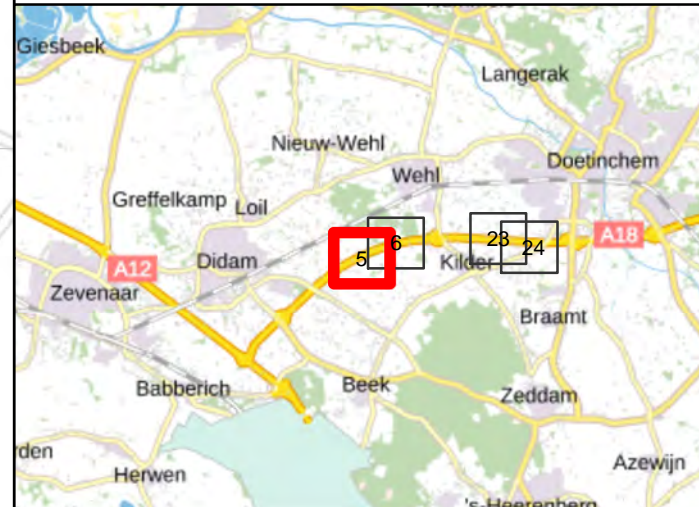 Giesbeek
Langerak
Nieuw-Wehl
Doetinchem
Wehl
Greffelkamp
Loil
6
23
24
A18
5
Didam
Kilder
A12
Zevenaar
Braamt
Babberich
Beek
Zeddam
rden
Herwen
Azewijn
's-Heerenberg